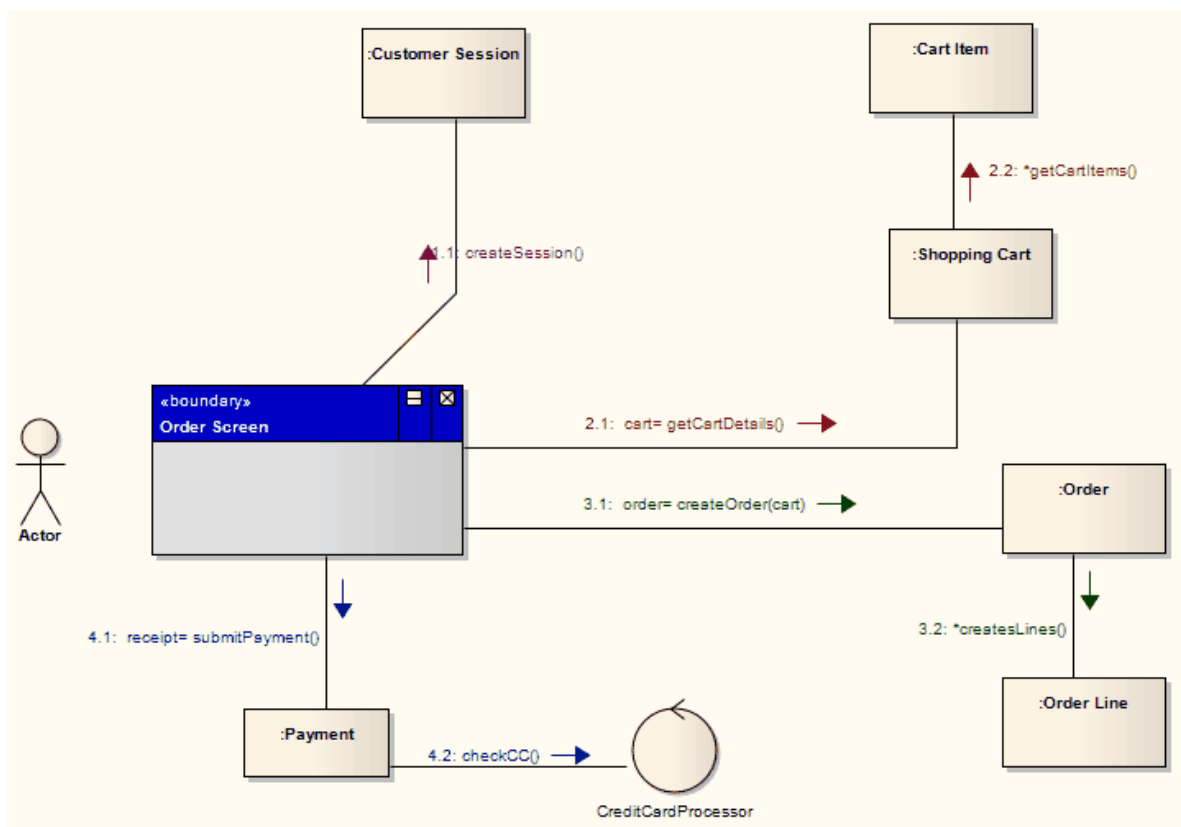 :Customer Session
:Cart Item
2.2: *getCartItems()
:Shopping Cart
1.1: createSession()
«boundary»
Order Screen
2.1: cart= getCartDetails()
Actor
3.1: order= createOrder(cart)
:Order
4.1: receipt= submitPayment()
3.2: *createsLines()
:Payment
:Order Line
4.2: checkCC()
CreditCardProcessor